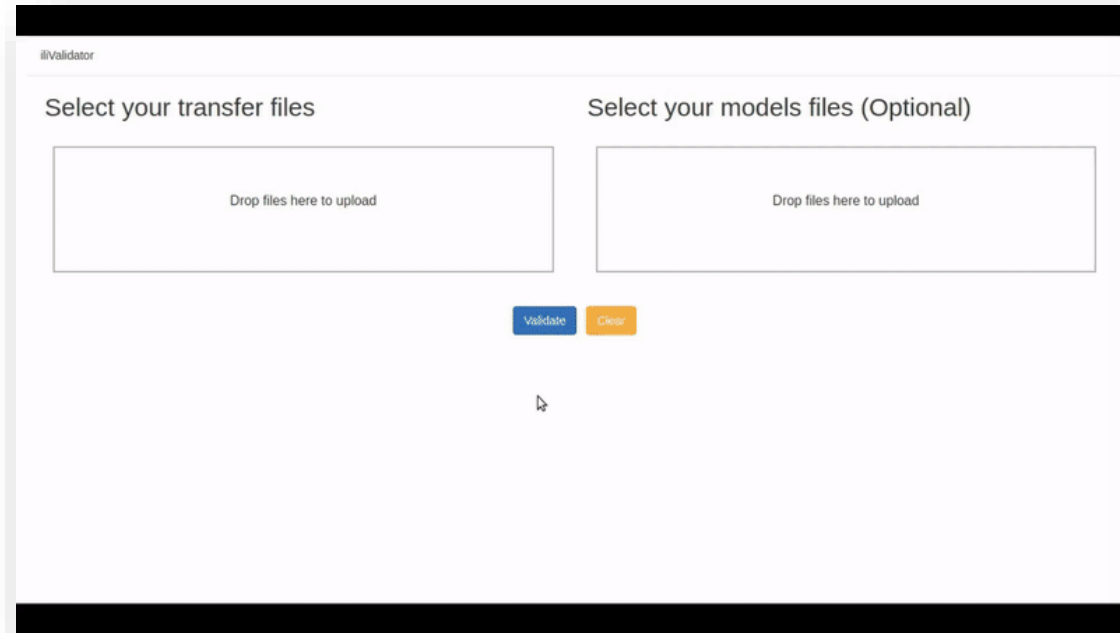 iliValidator
Select your transfer files
Select your models files (Optional)
Drop files here to upload
Drop files here to upload
Validate
Clear